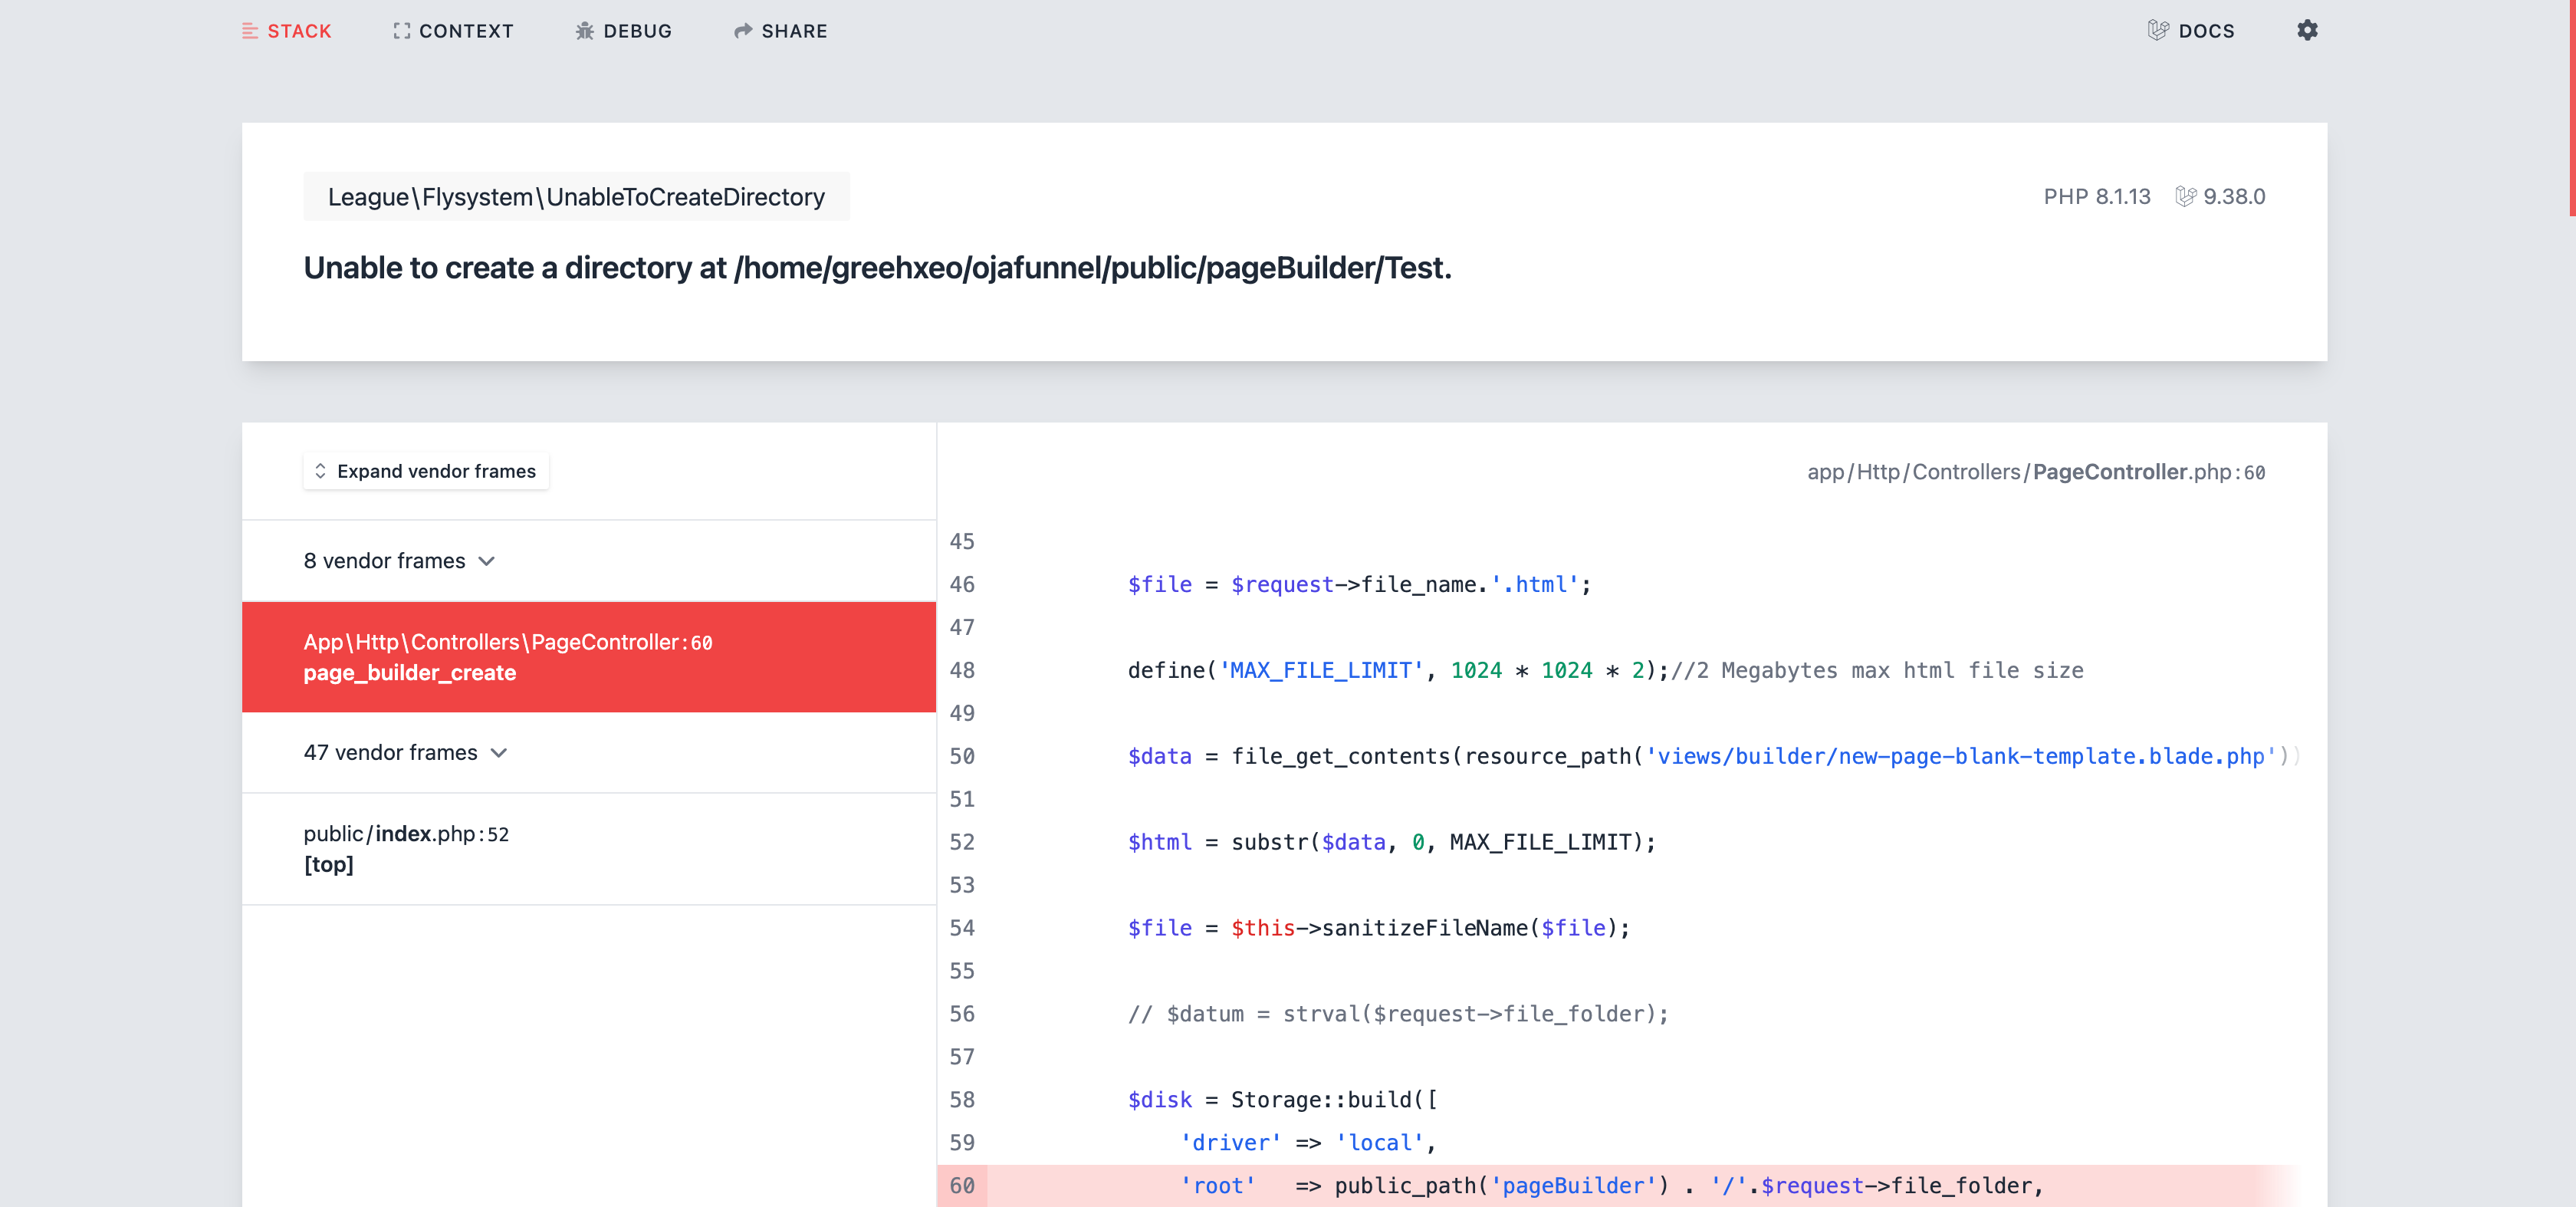 STACK CONTEXT DEBUG SHARE DOCS
League\Flysystem\UnableToCreateDirectory
PHP 8.1.13 9.38.0
Unable to create a directory at /home/greehxeo/ojafunnel/public/pageBuilder/Test.
Expand vendor frames
8 vendor frames
App\Http\Controllers\PageController:60
page_builder_create
47 vendor frames
public/index.php:52
[top]
app/Http/Controllers/PageController.php:60
45
46 $file = $request->file_name.'.html';
47
48 define('MAX_FILE_LIMIT', 1024 * 1024 * 2);//2 Megabytes max html file size
49
50 $data = file_get_contents(resource_path('views/builder/new-page-blank-template.blade.php'))
51
52 $html = substr($data, 0, MAX_FILE_LIMIT);
53
54 $file = $this->sanitizeFileName($file);
55
56 // $datum = strval($request->file_folder);
57
58 $disk = Storage::build([
59 'driver' => 'local',
60 'root' => public_path('pageBuilder') . '/'.$request->file_folder,